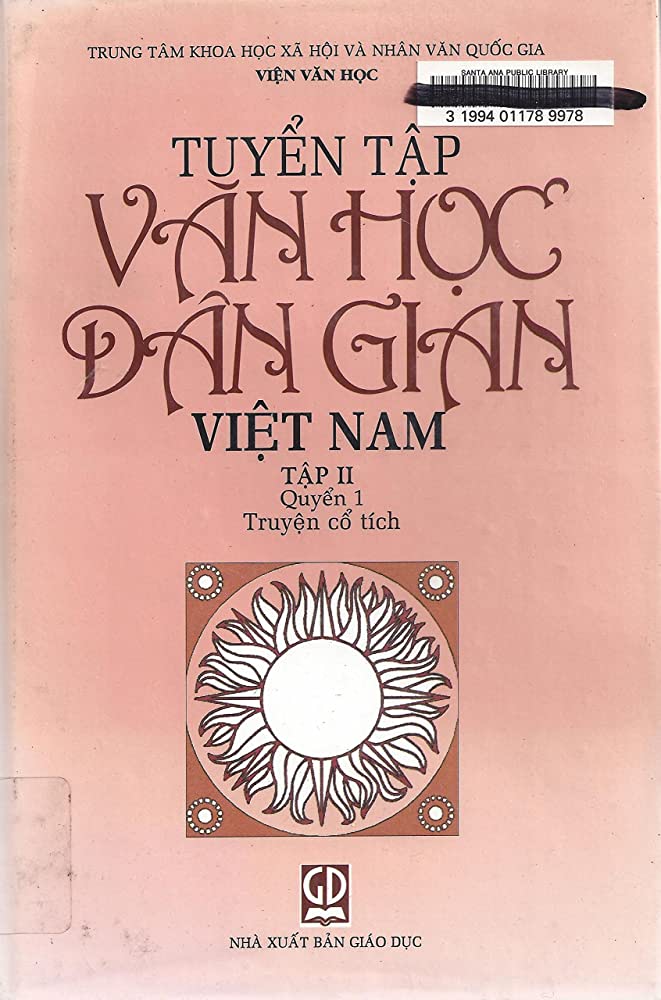 TRUNG TÂM KHOA HỌC XÃ HỘI VÀ NHÂN VĂN QUỐC GIA
VIỆN VĂN HỌC
SANTA ANA PUBLIC LIBRARY
3 1994 01178 9978
TUYỂN TẬP
VĂN HỌC
DÂN GIAN
VIỆT NAM
TẬP II
Quyển 1
Truyện cổ tích
GD
NHÀ XUẤT BẢN GIÁO DỤC